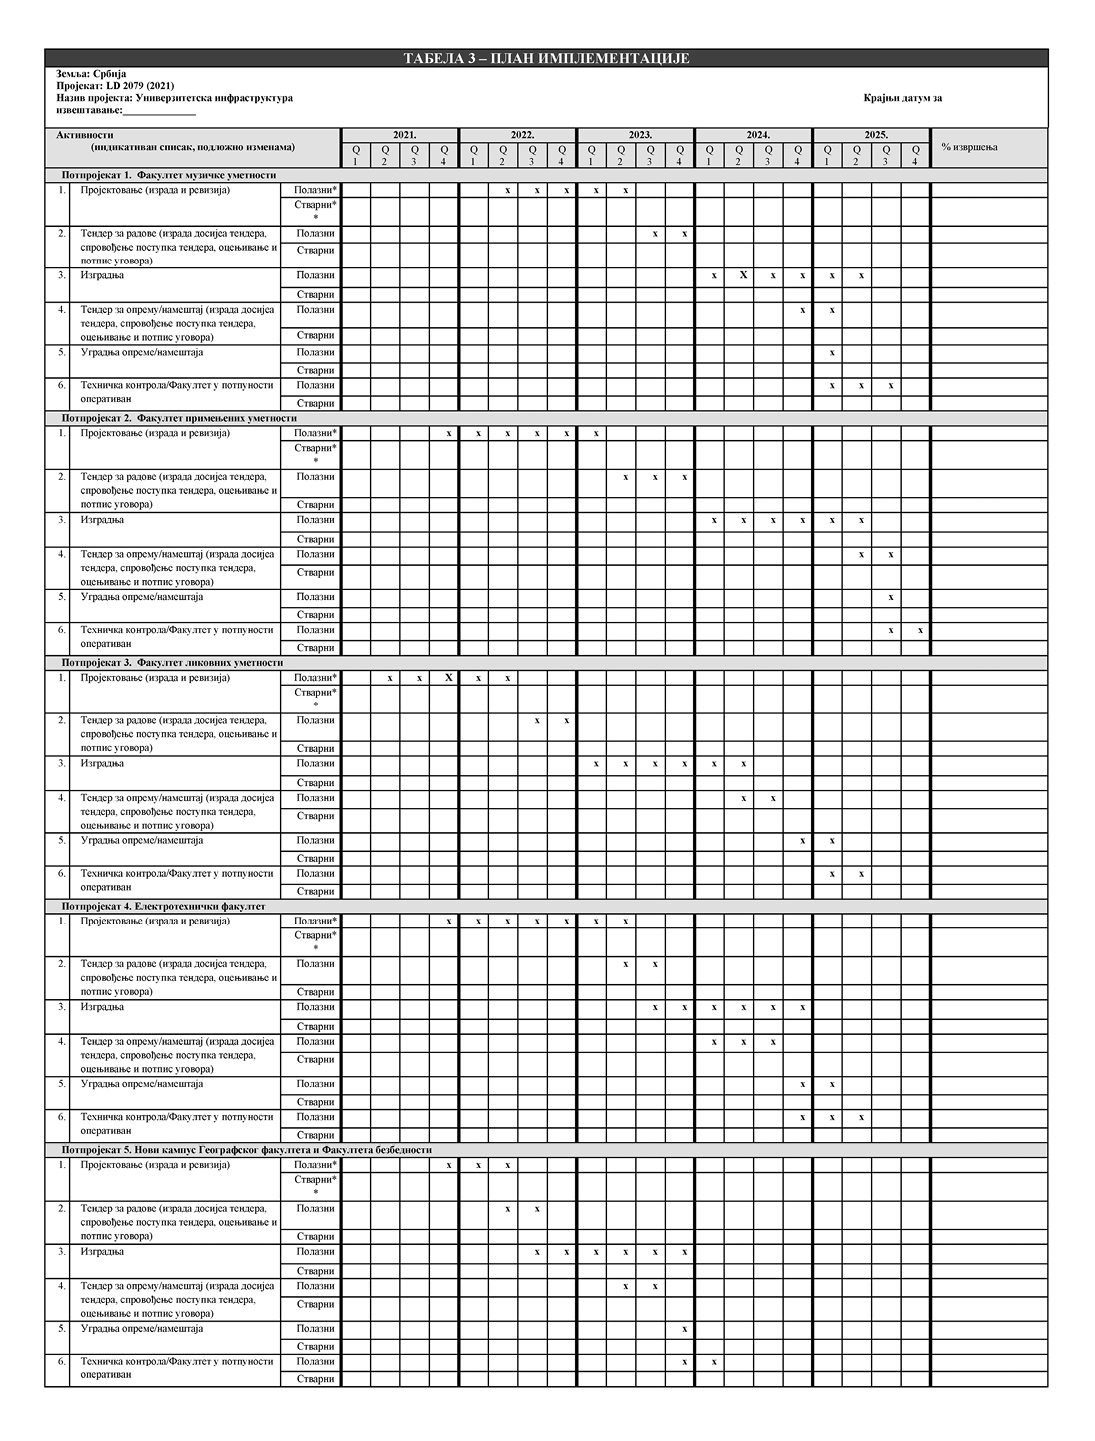 ТАБЕЛА 3 – ПЛАН ИМПЛЕМЕНТАЦИЈЕ
Земља: Србија
Пројекат: LD 2079 (2021)
Назив пројекта: Универзитетска инфраструктура Крајњи датум за
извештавање:______________
Активности 2021. 2022. 2023. 2024. 2025. % извршења
(индикативан списак, подложно изменама) Q 1 Q 2 Q 3 Q 4 Q 1 Q 2 Q 3 Q 4 Q 1 Q 2 Q 3 Q 4 Q 1 Q 2 Q 3 Q 4 Q 1 Q 2 Q 3 Q 4
Потпројекат 1. Факултет музичке уметности
1. Пројектовање (израда и ревизија) Полазни* x x x x x
Стварни*
*
2. Тендер за радове (израда досијеа тендера, Полазни x x
спровођење поступка тендера, оцењивање и Стварни
потпис уговора)
3. Изградња Полазни x X x x x x
Стварни
4. Тендер за опрему/намештај (израда досијеа Полазни x x
тендера, спровођење поступка тендера,
оцењивање и потпис уговора) Стварни
5. Уградња опреме/намештаја Полазни x
Стварни
6. Техничка контрола/Факултет у потпуности Полазни x x x
оперативан Стварни
Потпројекат 2. Факултет примењених уметности
1. Пројектовање (израда и ревизија) Полазни* x x x x x x
Стварни*
*
2. Тендер за радове (израда досијеа тендера, Полазни x x x
спровођење поступка тендера, оцењивање и
потпис уговора) Стварни
3. Изградња Полазни x x x x x x
Стварни
4. Тендер за опрему/намештај (израда досијеа Полазни x x
тендера, спровођење поступка тендера, Стварни
оцењивање и потпис уговора)
5. Уградња опреме/намештаја Полазни x
Стварни
6. Техничка контрола/Факултет у потпуности Полазни x x
оперативан Стварни
Потпројекат 3. Факултет ликовних уметности
1. Пројектовање (израда и ревизија) Полазни* x x X x x
Стварни*
*
2. Тендер за радове (израда досијеа тендера, Полазни x x
спровођење поступка тендера, оцењивање и
потпис уговора) Стварни
3. Изградња Полазни x x x x x x
Стварни
4. Тендер за опрему/намештај (израда досијеа Полазни x x
тендера, спровођење поступка тендера, Стварни
оцењивање и потпис уговора)
5. Уградња опреме/намештаја Полазни x x
Стварни
6. Техничка контрола/Факултет у потпуности Полазни x x
оперативан Стварни
Потпројекат 4. Електротехнички факултет
1. Пројектовање (израда и ревизија) Полазни* x x x x x x x
Стварни*
*
2. Тендер за радове (израда досијеа тендера, Полазни x x
спровођење поступка тендера, оцењивање и
потпис уговора) Стварни
3. Изградња Полазни x x x x x x
Стварни
4. Тендер за опрему/намештај (израда досијеа Полазни x x x
тендера, спровођење поступка тендера, Стварни
оцењивање и потпис уговора)
5. Уградња опреме/намештаја Полазни x x
Стварни
6. Техничка контрола/Факултет у потпуности Полазни x x x
оперативан Стварни
Потпројекат 5. Нови кампус Географског факултета и Факултета безбедности
1. Пројектовање (израда и ревизија) Полазни* x x x
Стварни*
*
2. Тендер за радове (израда досијеа тендера, Полазни x x
спровођење поступка тендера, оцењивање и
потпис уговора) Стварни
3. Изградња Полазни x x x x x x
Стварни
4. Тендер за опрему/намештај (израда досијеа Полазни x x
тендера, спровођење поступка тендера, Стварни
оцењивање и потпис уговора)
5. Уградња опреме/намештаја Полазни x
Стварни
6. Техничка контрола/Факултет у потпуности Полазни x x
оперативан Стварни